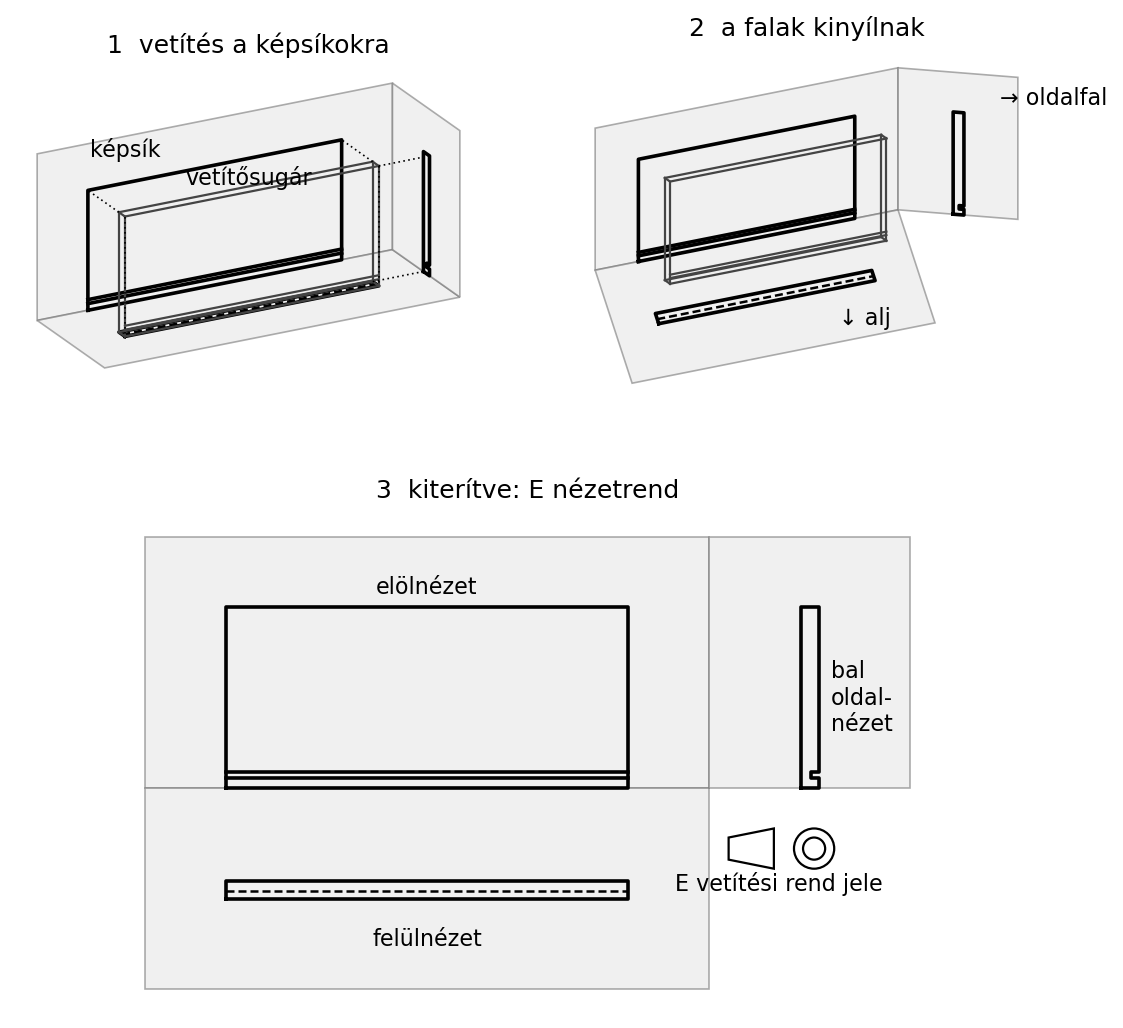 1  vetítés a képsíkokra
2  a falak kinyílnak
→ oldalfal
képsík
vetítősugár
↓ alj
3  kiterítve: E nézetrend
elölnézet
bal
oldal-
nézet
E vetítési rend jele
felülnézet